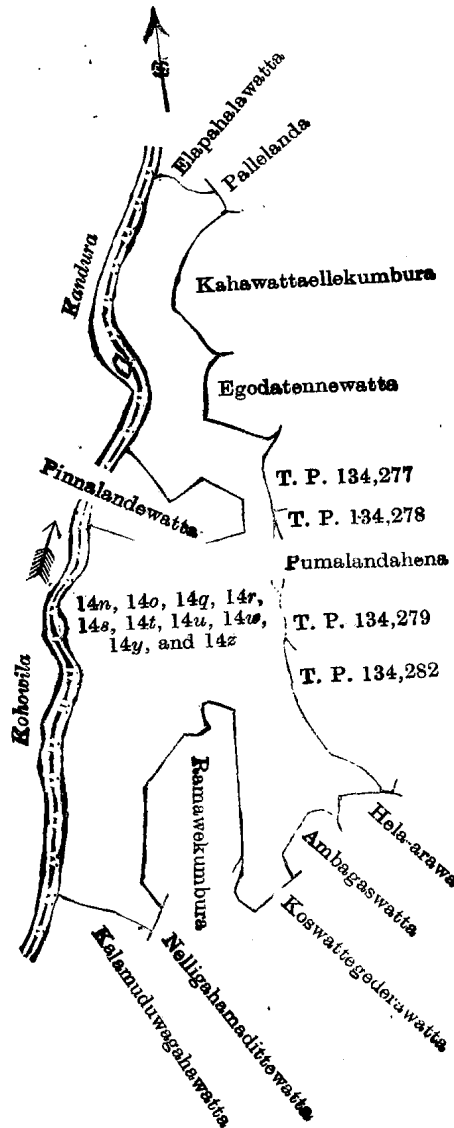 Elapahalawatta
Pallelanda
Kandura
Kahawattaellekumbura
Egodatennewatta
Pinnalandewatta
T. P. 134,277
T. P. 134,278
Pumalandahena
14n, 14o, 14q, 14r,
14s, 14t, 14u, 14w,
14y, and 14z
T. P. 134,279
T. P. 134,282
Kohowila
Ramawekumbura
Hela-arawa
Ambagaswatta
Koswattegederawatta
Nelligahamadittewatta
Kalamuduwagahawatta